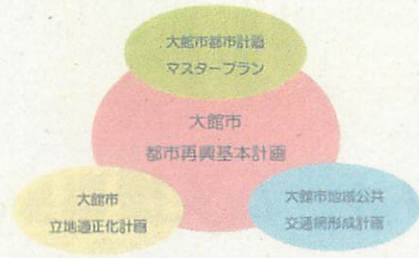 大館市都市計画
マスタープラン
大館市
都市再興基本計画
大館市
立地適正化計画
大館市地域公共
交通網形成計画